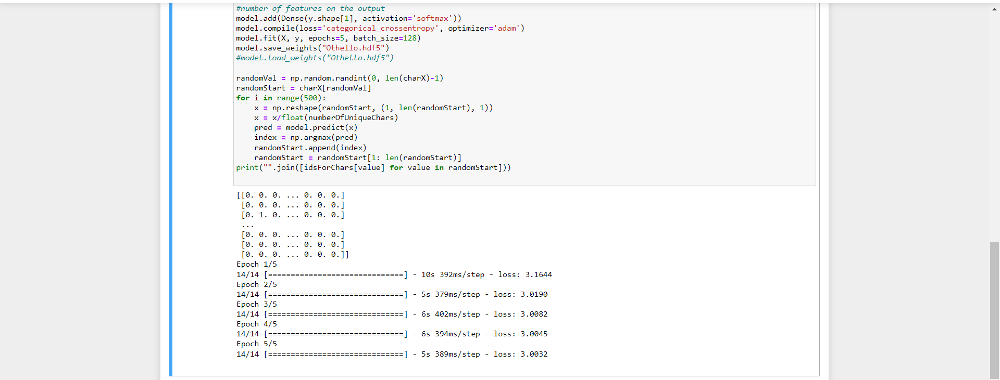 #number of features on the output
model.add(Dense(y.shape[1], activation='softmax'))
model.compile(loss='categorical_crossentropy', optimizer='adam')
model.fit(X, y, epochs=5, batch_size=128)
model.save_weights("Othello.hdf5")
#model.load_weights("Othello.hdf5")
randomVal = np.random.randint(0, len(charX)-1)
randomStart = charX[randomVal]
for i in range(500):
    x = np.reshape(randomStart, (1, len(randomStart), 1))
    x = x/float(numberOfUniqueChars)
    pred = model.predict(x)
    index = np.argmax(pred)
    randomStart.append(index)
    randomStart = randomStart[1: len(randomStart)]
print("".join([idsForChars[value] for value in randomStart]))
[[0. 0. 0. ... 0. 0. 0.]
 [0. 0. 0. ... 0. 0. 0.]
 [0. 1. 0. ... 0. 0. 0.]
 ...
 [0. 0. 0. ... 0. 0. 0.]
 [0. 0. 0. ... 0. 0. 0.]
 [0. 0. 0. ... 0. 0. 0.]]
Epoch 1/5
14/14 [==============================] - 10s 392ms/step - loss: 3.1644
Epoch 2/5
14/14 [==============================] - 5s 379ms/step - loss: 3.0190
Epoch 3/5
14/14 [==============================] - 6s 402ms/step - loss: 3.0082
Epoch 4/5
14/14 [==============================] - 6s 394ms/step - loss: 3.0045
Epoch 5/5
14/14 [==============================] - 5s 389ms/step - loss: 3.0032